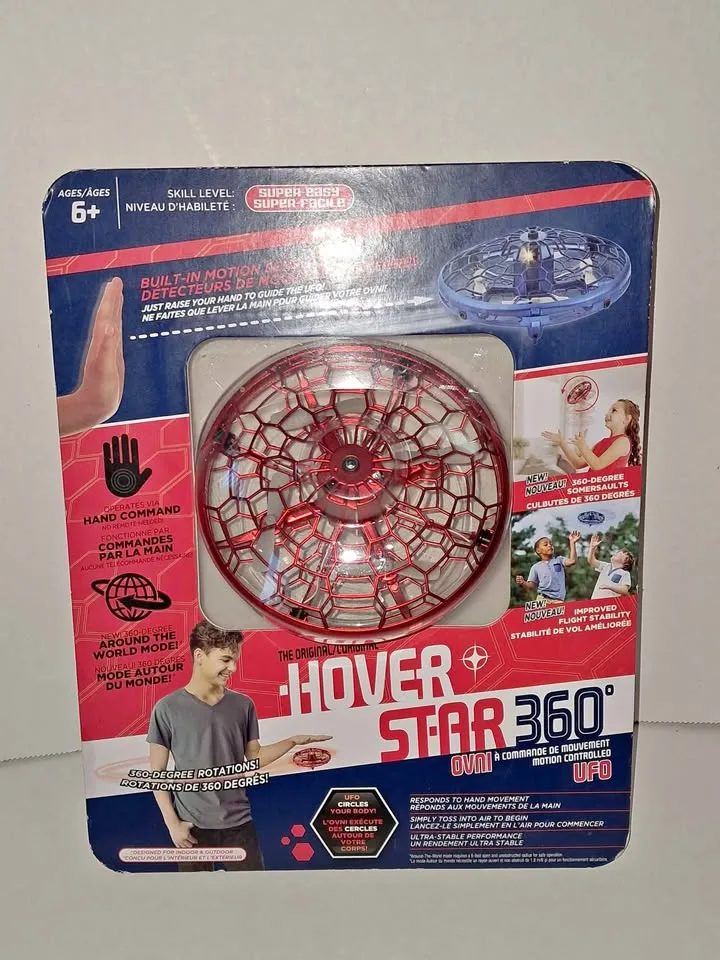 AGES/ÂGES
6+
SKILL LEVEL: SUPER-EASY
NIVEAU D'HABILETÉ : SUPER-FACILE
BUILT-IN MOTION
DÉTECTEURS DE
JUST RAISE YOUR HAND TO GUIDE THE UFO!
NE FAITES QUE LEVER LA MAIN POUR VOTRE OVNI!
OPERATES VIA
HAND COMMAND
NO REMOTE NEEDED!
FONCTIONNE PAR
COMMANDES
PAR LA MAIN
AUCUNE TÉLÉCOMMANDE NÉCESSAIRE!
NEW! 360-DEGREE
AROUND THE
WORLD MODE!*
NOUVEAU! 360 DEGRÉS
MODE AUTOUR
DU MONDE!*
NEW!
NOUVEAU!
360-DEGREE
SOMERSAULTS
CULBUTES DE 360 DEGRÉS
NEW!
NOUVEAU!
IMPROVED
FLIGHT STABILITY
STABILITÉ DE VOL AMÉLIORÉE
THE ORIGINAL/L'ORIGINAL
HOVER
STAR 360°
OVNI À COMMANDE DE MOUVEMENT
MOTION CONTROLLED UFO
360-DEGREE ROTATIONS!
ROTATIONS DE 360 DEGRÉS!
UFO
CIRCLES
YOUR BODY!
L'OVNI EXÉCUTE
DES CERCLES
AUTOUR DE
VOTRE
CORPS!
RESPONDS TO HAND MOVEMENT
RÉPOND AUX MOUVEMENTS DE LA MAIN
SIMPLY TOSS INTO AIR TO BEGIN
LANCEZ-LE SIMPLEMENT EN L'AIR POUR COMMENCER
ULTRA-STABLE PERFORMANCE
UN RENDEMENT ULTRA STABLE
*DESIGNED FOR INDOOR & OUTDOOR
*CONÇU POUR L'INTÉRIEUR ET L'EXTÉRIEUR